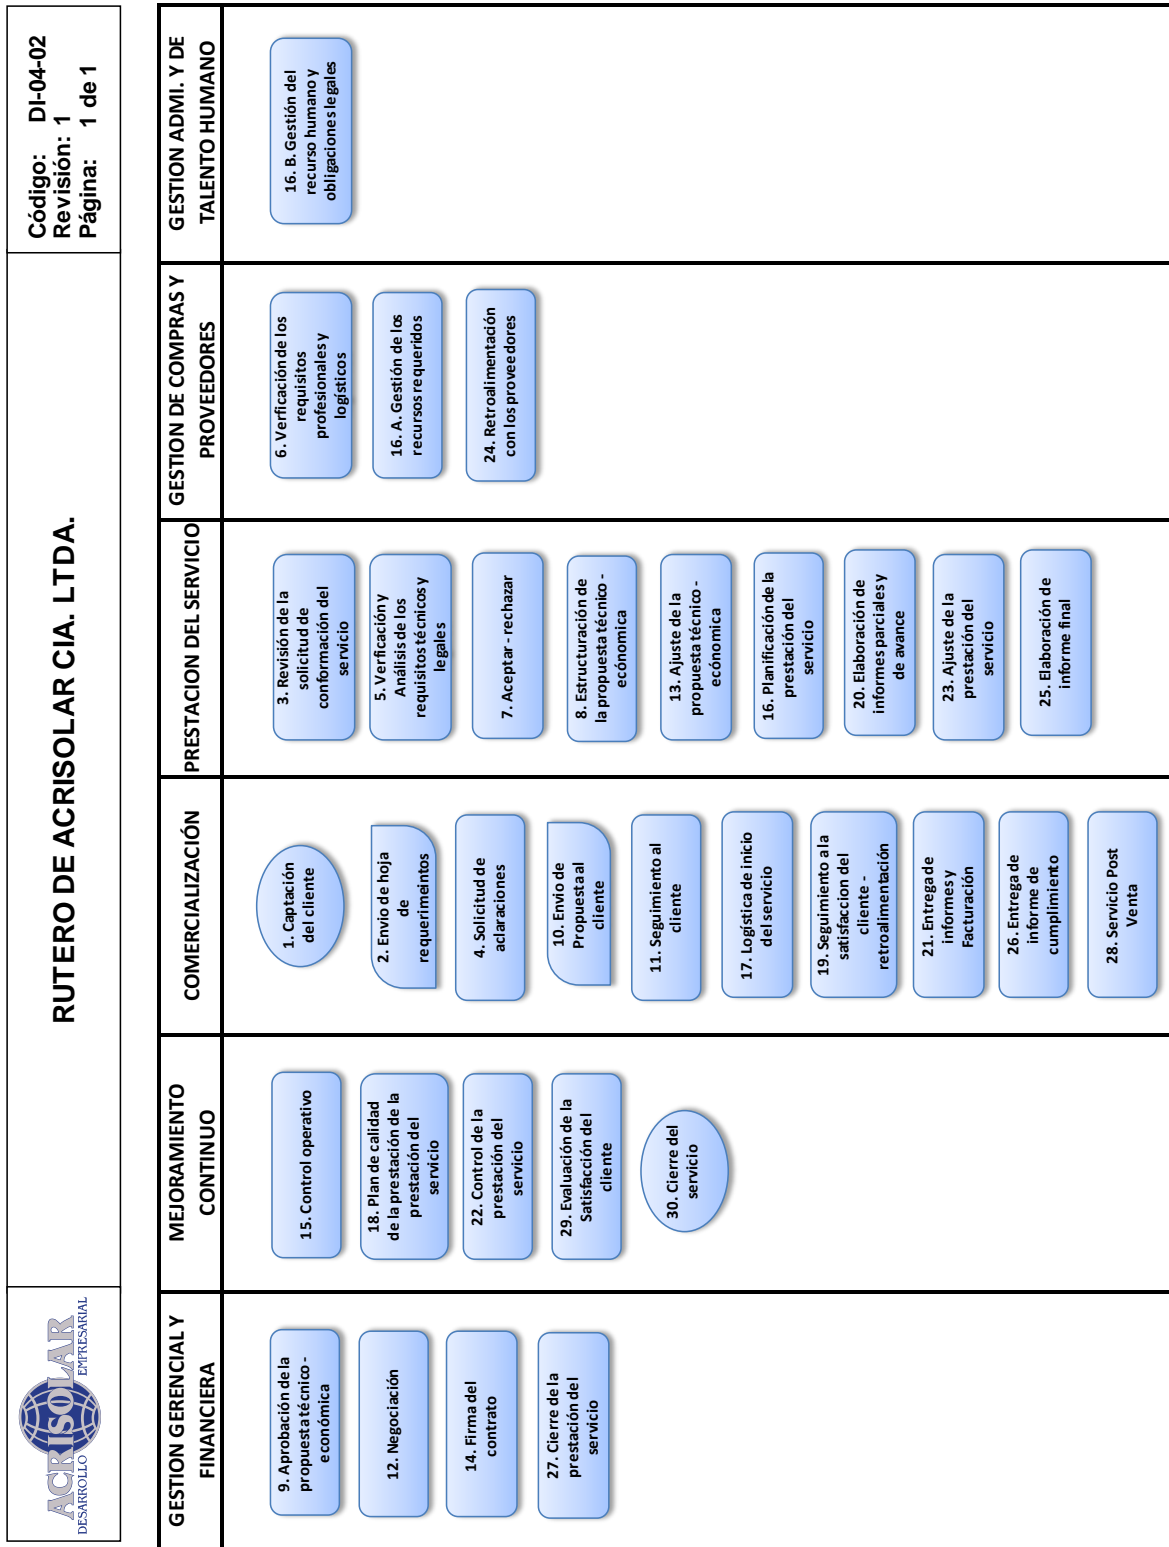 ACRISOLAR
DESARROLLO EMPRESARIAL
RUTERO DE ACRISOLAR CIA. LTDA.
Código: DI-04-02
Revisión: 1
Página: 1 de 1
GESTION GERENCIAL Y
FINANCIERA
9. Aprobación de la
propuesta técnico -
económica
12. Negociación
14. Firma del
contrato
27. Cierre de la
prestación del
servicio
MEJORAMIENTO
CONTINUO
15. Control operativo
18. Plan de calidad
de la prestación de la
prestación del
servicio
22. Control de la
prestación del
servicio
29. Evaluación de la
Satisfacción del
cliente
30. Cierre del
servicio
COMERCIALIZACIÓN
1. Captación
del cliente
2. Envio de hoja
de
requerimeintos
4. Solicitud de
aclaraciones
10. Envio de
Propuesta al
cliente
11. Seguimiento al
cliente
17. Logística de inicio
del servicio
19. Seguimiento a la
satisfaccion del
cliente -
retroalimentación
21. Entrega de
informes y
Facturación
26. Entrega de
informe de
cumplimiento
28. Servicio Post
Venta
PRESTACION DEL SERVICIO
3. Revisión de la
solicitud de
conformación del
servicio
5. Verficación y
Análisis de los
requisitos técnicos y
legales
7. Aceptar - rechazar
8. Estructuración de
la propuesta técnico -
ecónomica
13. Ajuste de la
propuesta técnico -
ecónomica
16. Planificación de la
prestación del
servicio
20. Elaboración de
informes parciales y
de avance
23. Ajuste de la
prestación del
servicio
25. Elaboración de
informe final
GESTION DE COMPRAS Y
PROVEEDORES
6. Verficación de los
requisitos
profesionales y
logísticos
16. A. Gestión de los
recursos requeridos
24. Retroalimentación
con los proveedores
GESTION ADMI. Y DE
TALENTO HUMANO
16. B. Gestión del
recurso humano y
obligaciones legales